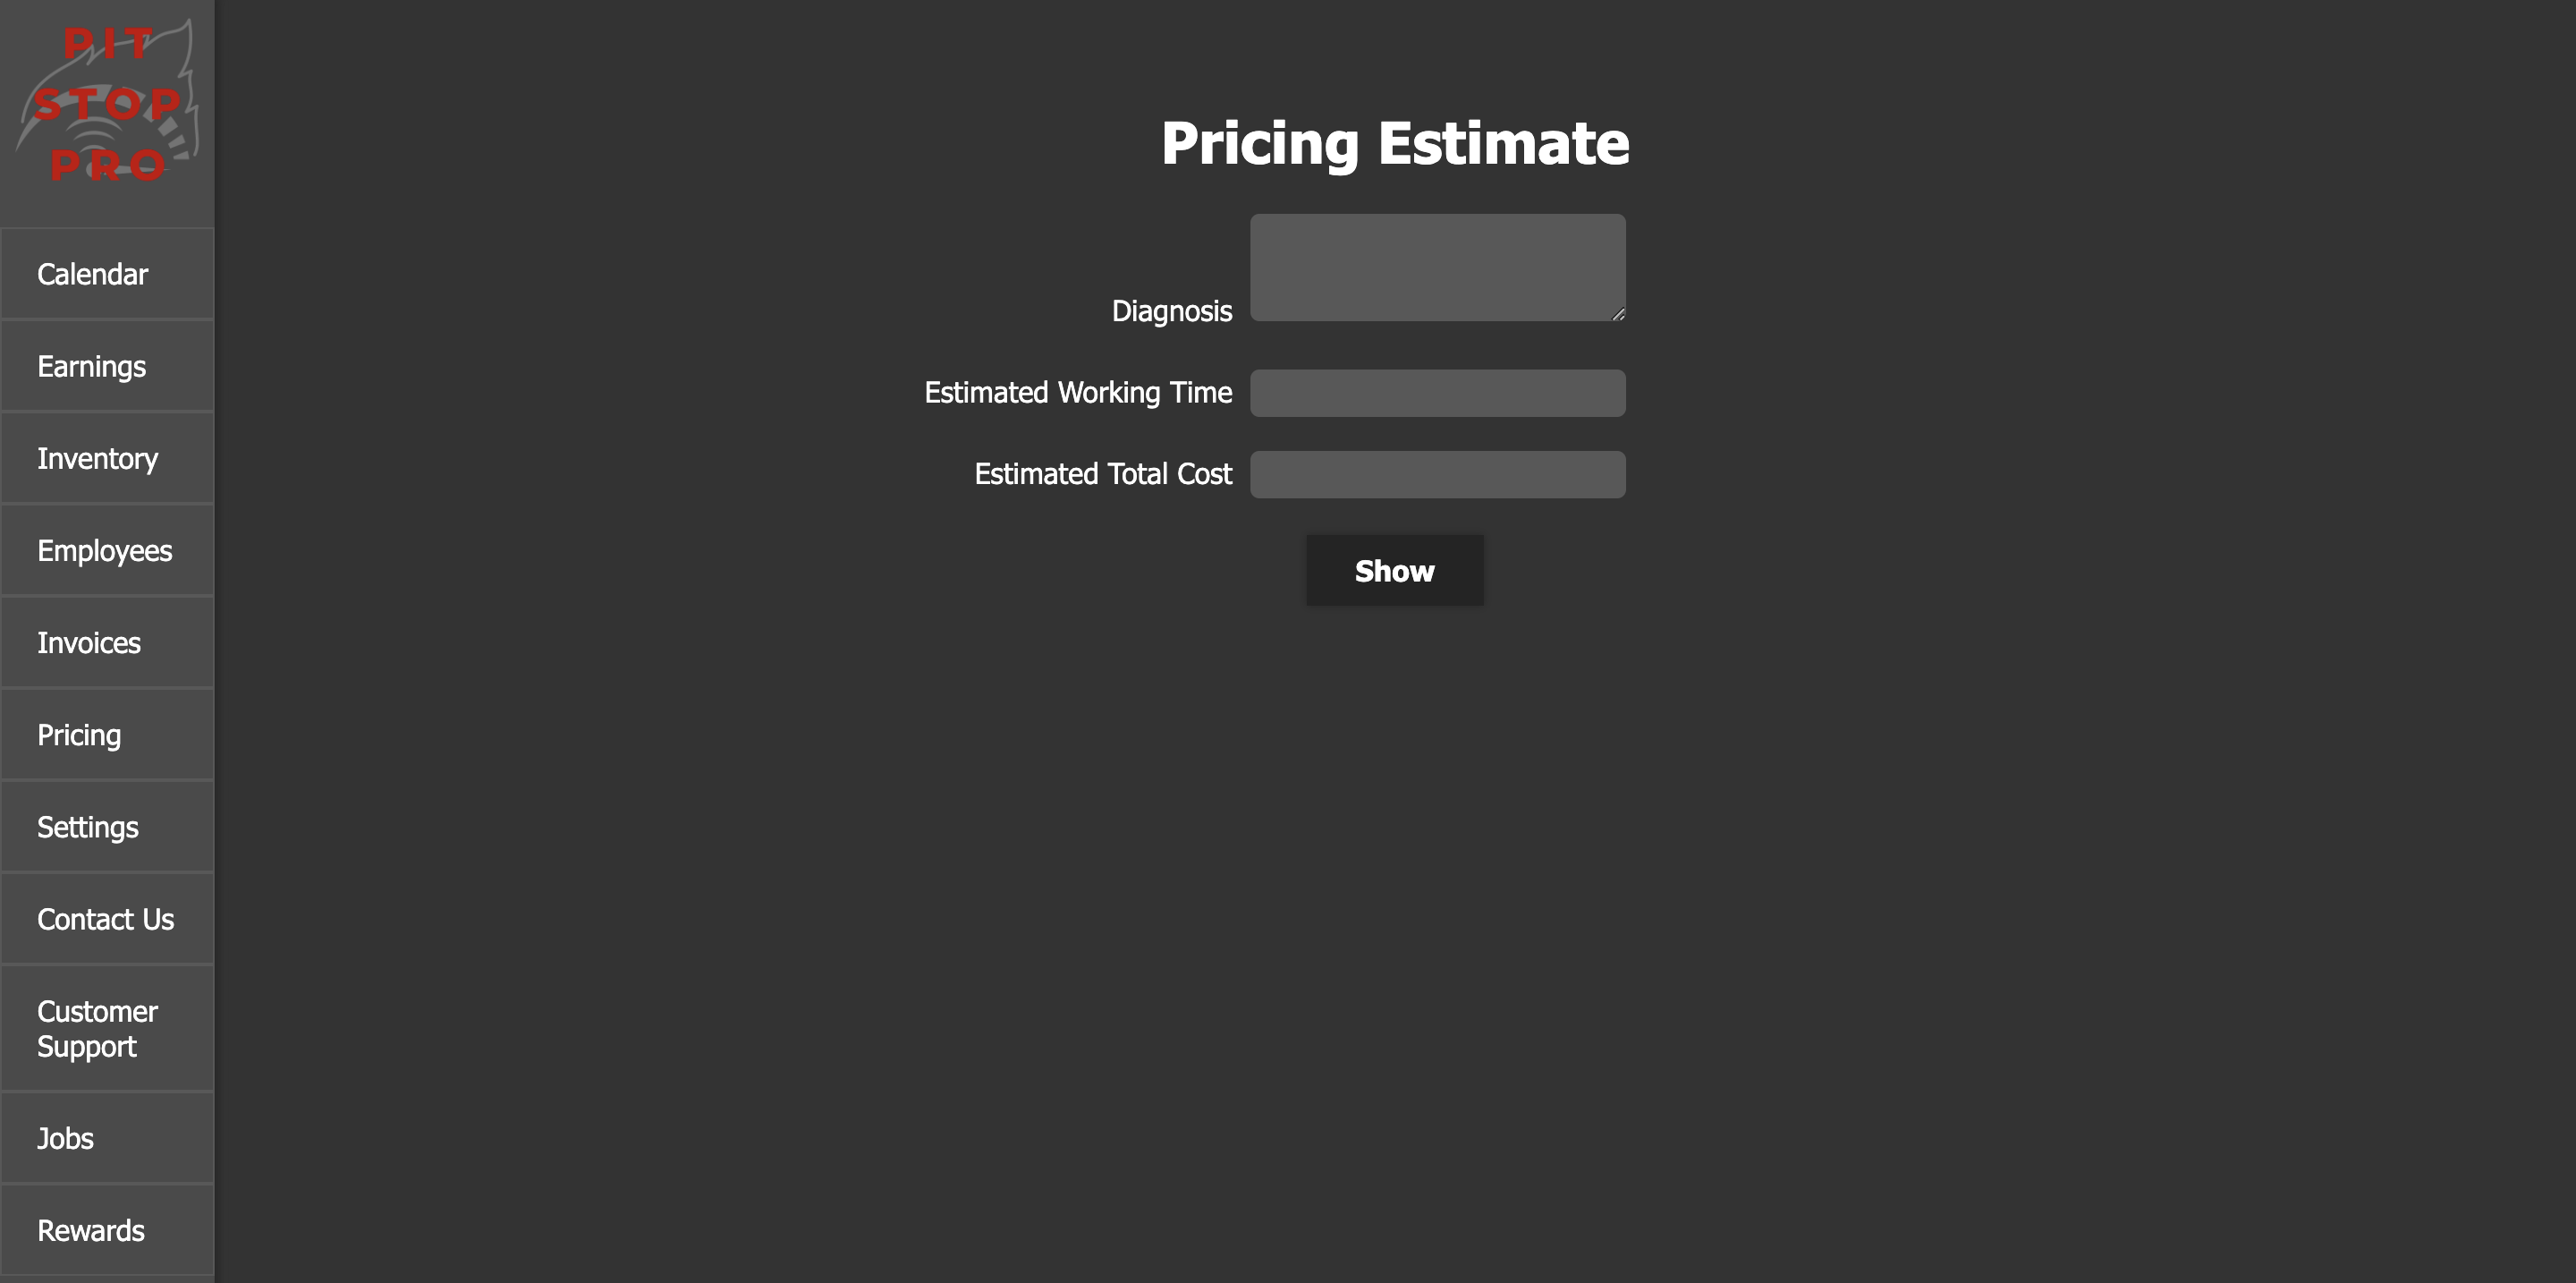 PIT
STOP
PRO
Calendar
Earnings
Inventory
Employees
Invoices
Pricing
Settings
Contact Us
Customer
Support
Jobs
Rewards
Pricing Estimate
Diagnosis
Estimated Working Time
Estimated Total Cost
Show